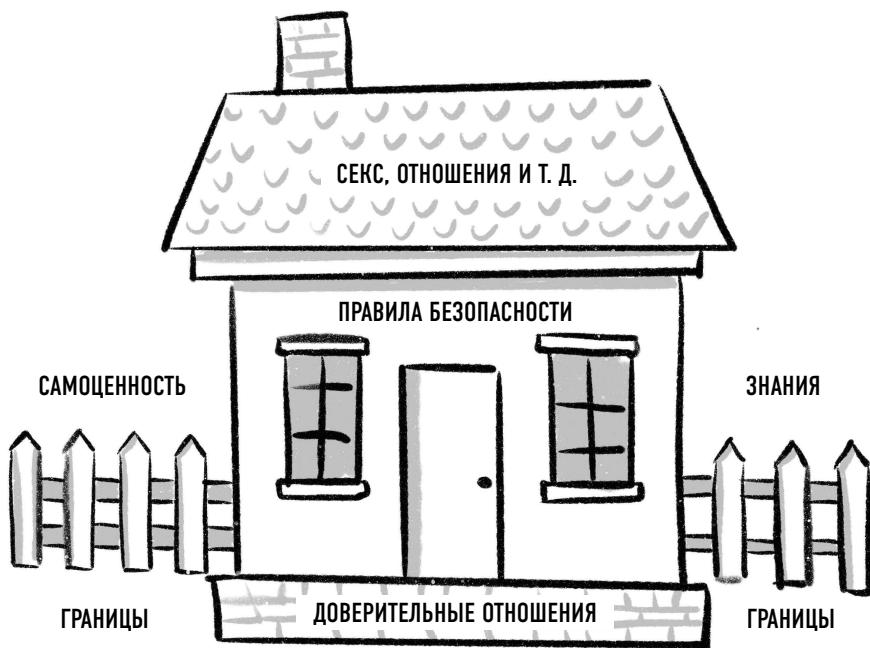 СЕКС, ОТНОШЕНИЯ И Т. Д.
ПРАВИЛА БЕЗОПАСНОСТИ
САМОЦЕННОСТЬ
ЗНАНИЯ
ГРАНИЦЫ
ДОВЕРИТЕЛЬНЫЕ ОТНОШЕНИЯ
ГРАНИЦЫ